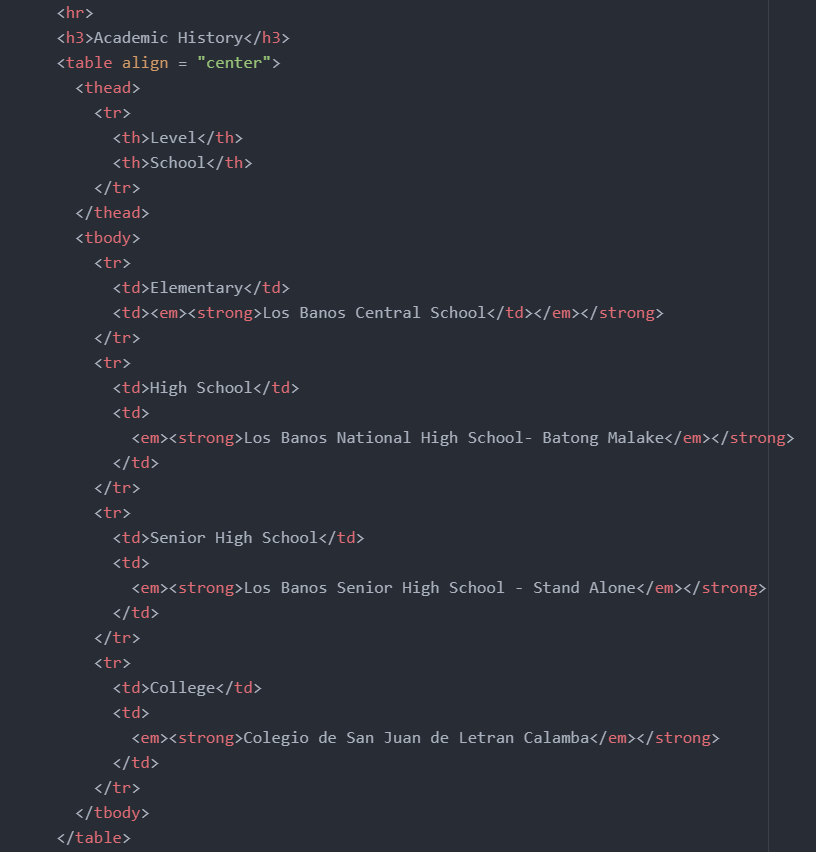 <hr>
<h3>Academic History</h3>
<table align = "center">
<thead>
<tr>
<th>Level</th>
<th>School</th>
</tr>
</thead>
<tbody>
<tr>
<td>Elementary</td>
<td><em><strong>Los Banos Central School</td></em></strong>
</tr>
<tr>
<td>High School</td>
<td>
<em><strong>Los Banos National High School- Batong Malake</em></strong>
</td>
</tr>
<tr>
<td>Senior High School</td>
<td>
<em><strong>Los Banos Senior High School - Stand Alone</em></strong>
</td>
</tr>
<tr>
<td>College</td>
<td>
<em><strong>Colegio de San Juan de Letran Calamba</em></strong>
</td>
</tr>
</tbody>
</table>